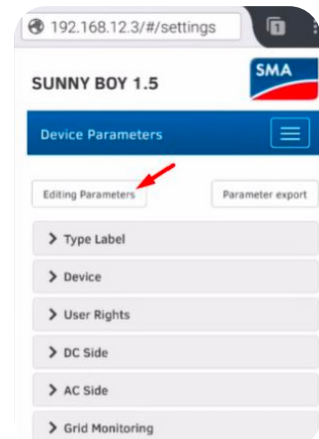 192.168.12.3/#/settings
1
SUNNY BOY 1.5
SMA
Device Parameters
Editing Parameters
Parameter export
Type Label
Device
User Rights
DC Side
AC Side
Grid Monitoring